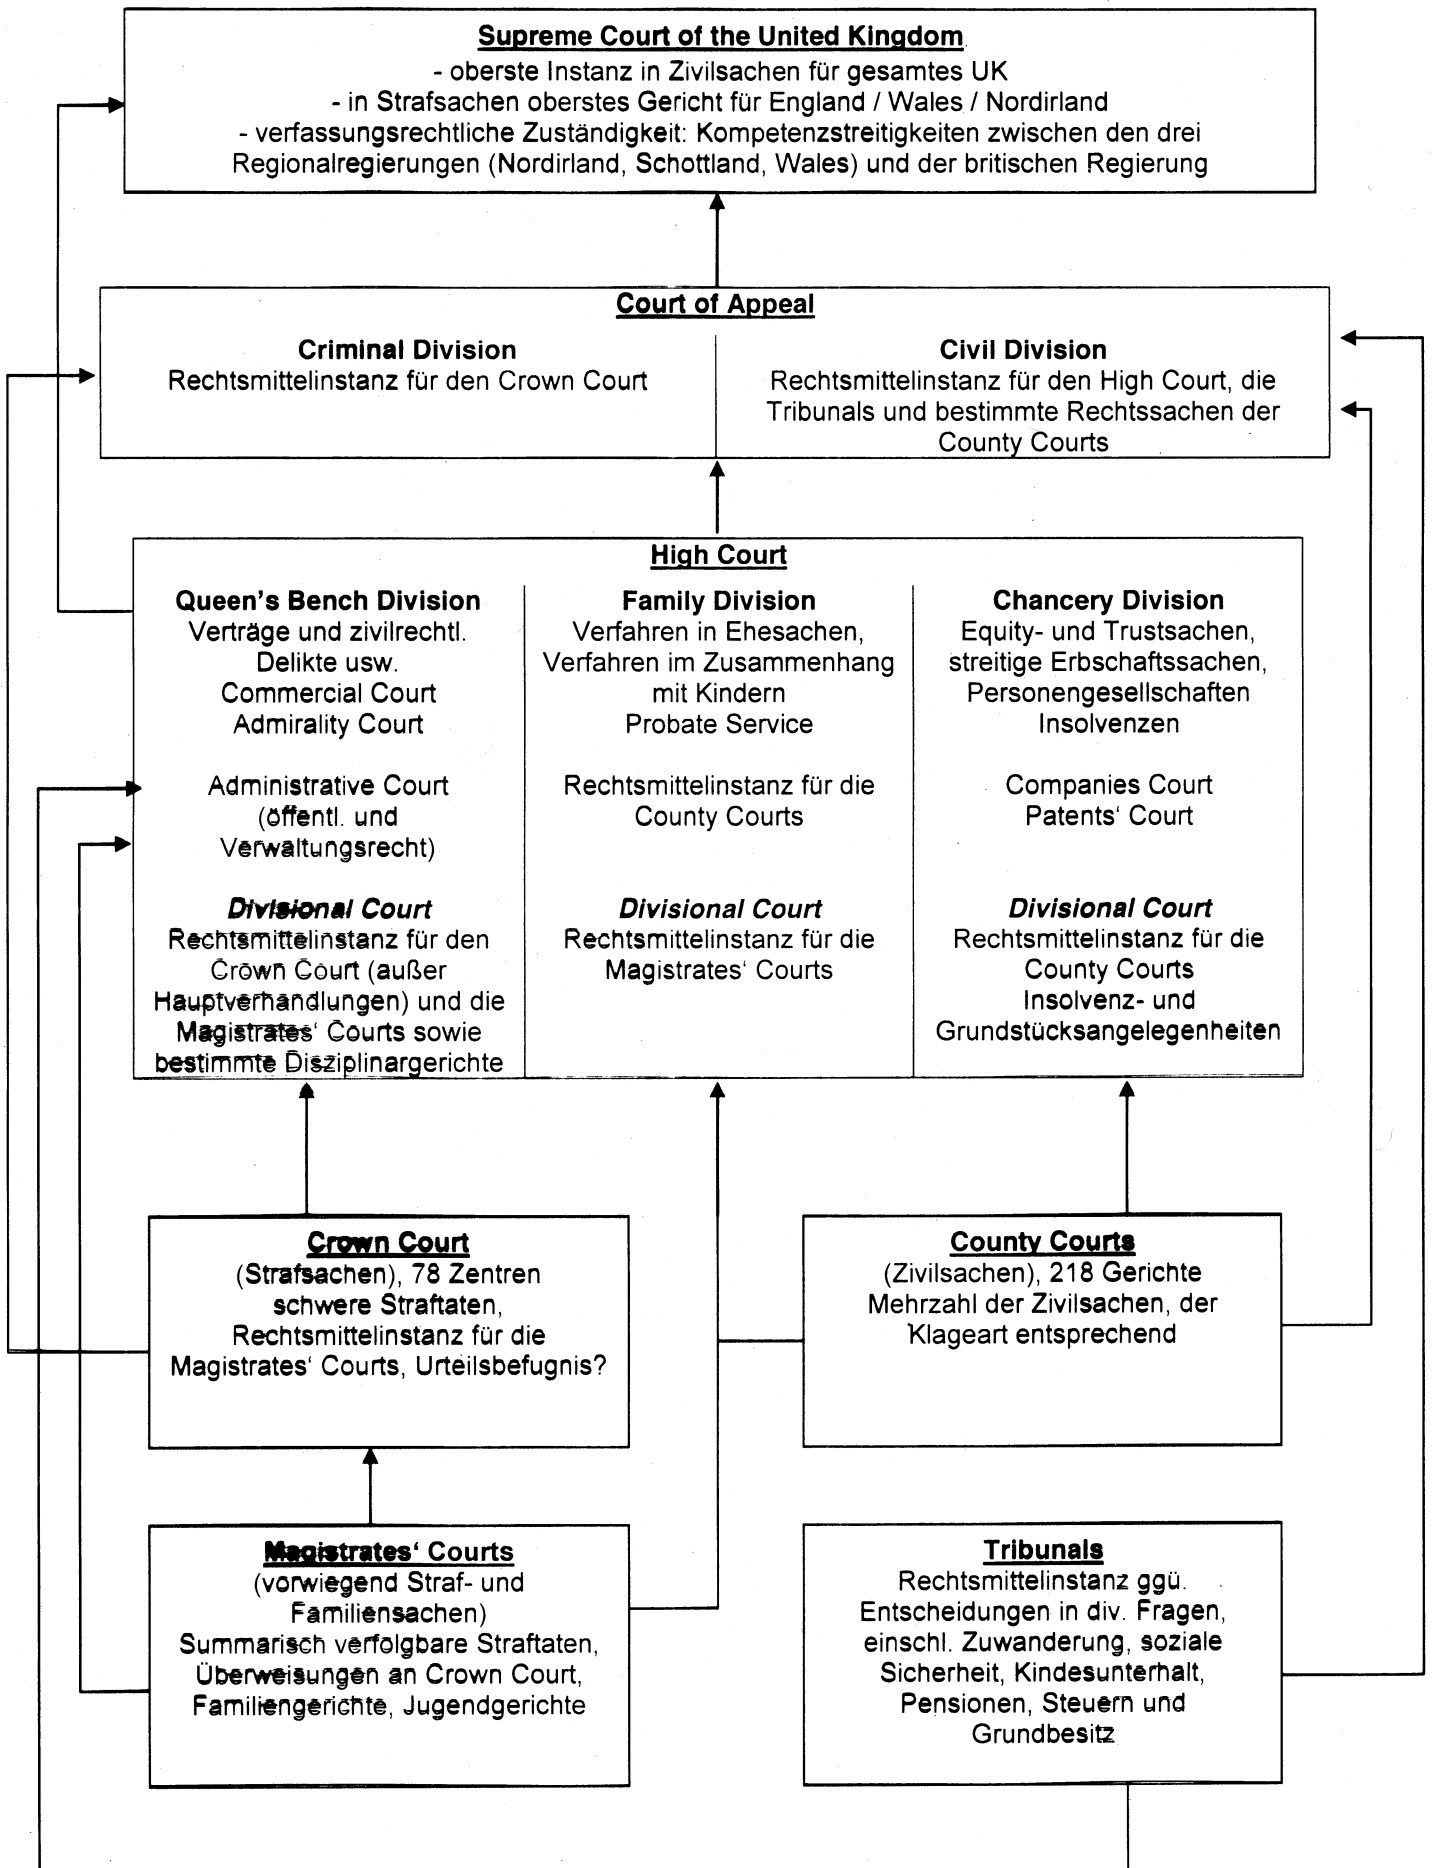 Supreme Court of the United Kingdom
- oberste Instanz in Zivilsachen für gesamtes UK
- in Strafsachen oberstes Gericht für England / Wales / Nordirland
- verfassungsrechtliche Zuständigkeit: Kompetenzstreitigkeiten zwischen den drei
Regionalregierungen (Nordirland, Schottland, Wales) und der britischen Regierung
Court of Appeal
Criminal Division
Rechtsmittelinstanz für den Crown Court
Civil Division
Rechtsmittelinstanz für den High Court, die
Tribunals und bestimmte Rechtssachen der
County Courts
High Court
Queen's Bench Division
Verträge und zivilrechtl.
Delikte usw.
Commercial Court
Admirality Court
Administrative Court
(öffentl. und
Verwaltungsrecht)
Divisional Court
Rechtsmittelinstanz für den
Crown Court (außer
Hauptverhandlungen) und die
Magistrates‘ Courts sowie
bestimmte Disziplinargerichte
Family Division
Verfahren in Ehesachen,
Verfahren im Zusammenhang
mit Kindern
Probate Service
Rechtsmittelinstanz für die
County Courts
Divisional Court
Rechtsmittelinstanz für die
Magistrates‘ Courts
Chancery Division
Equity- und Trustsachen,
streitige Erbschaftssachen,
Personengesellschaften
Insolvenzen
Companies Court
Patents‘ Court
Divisional Court
Rechtsmittelinstanz für die
County Courts
Insolvenz- und
Grundstücksangelegenheiten
Crown Court
(Strafsachen), 78 Zentren
schwere Straftaten,
Rechtsmittelinstanz für die
Magistrates‘ Courts, Urteilsbefugnis?
County Courts
(Zivilsachen), 218 Gerichte
Mehrzahl der Zivilsachen, der
Klageart entsprechend
Magistrates‘ Courts
(vorwiegend Straf- und
Familiensachen)
Summarisch verfolgbare Straftaten,
Überweisungen an Crown Court,
Familiengerichte, Jugendgerichte
Tribunals
Rechtsmittelinstanz ggü.
Entscheidungen in div. Fragen,
einschl. Zuwanderung, soziale
Sicherheit, Kindesunterhalt,
Pensionen, Steuern und
Grundbesitz